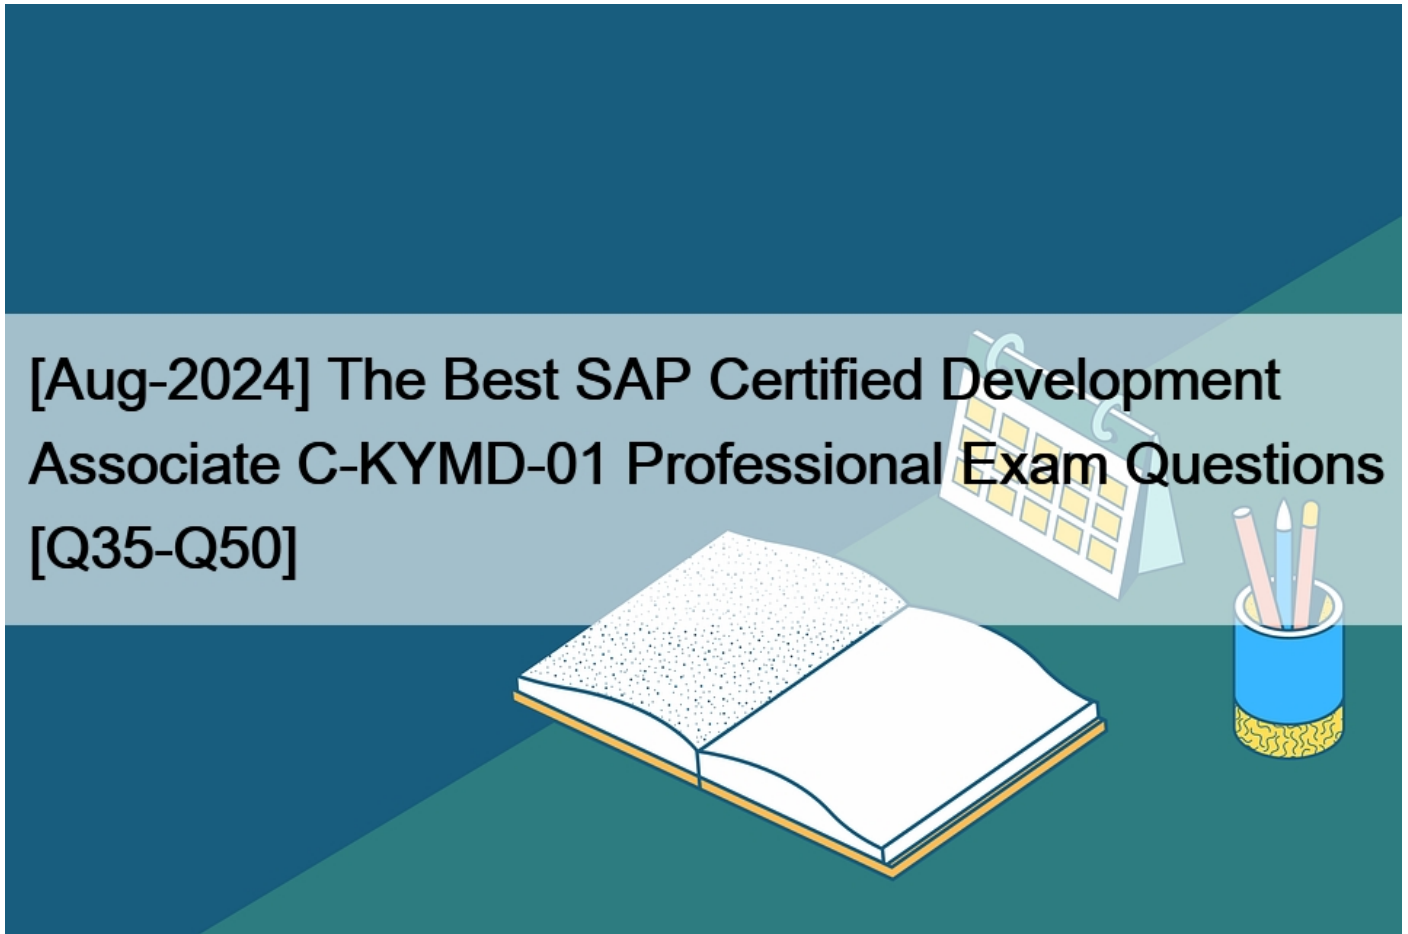 [Aug-2024] The Best SAP Certified Development
Associate C-KYMD-01 Professional Exam Questions
[Q35-Q50]